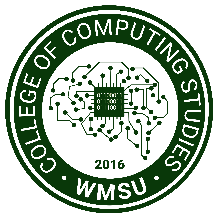 COLLEGE OF COMPUTING STUDIES
2016
• WMSU •